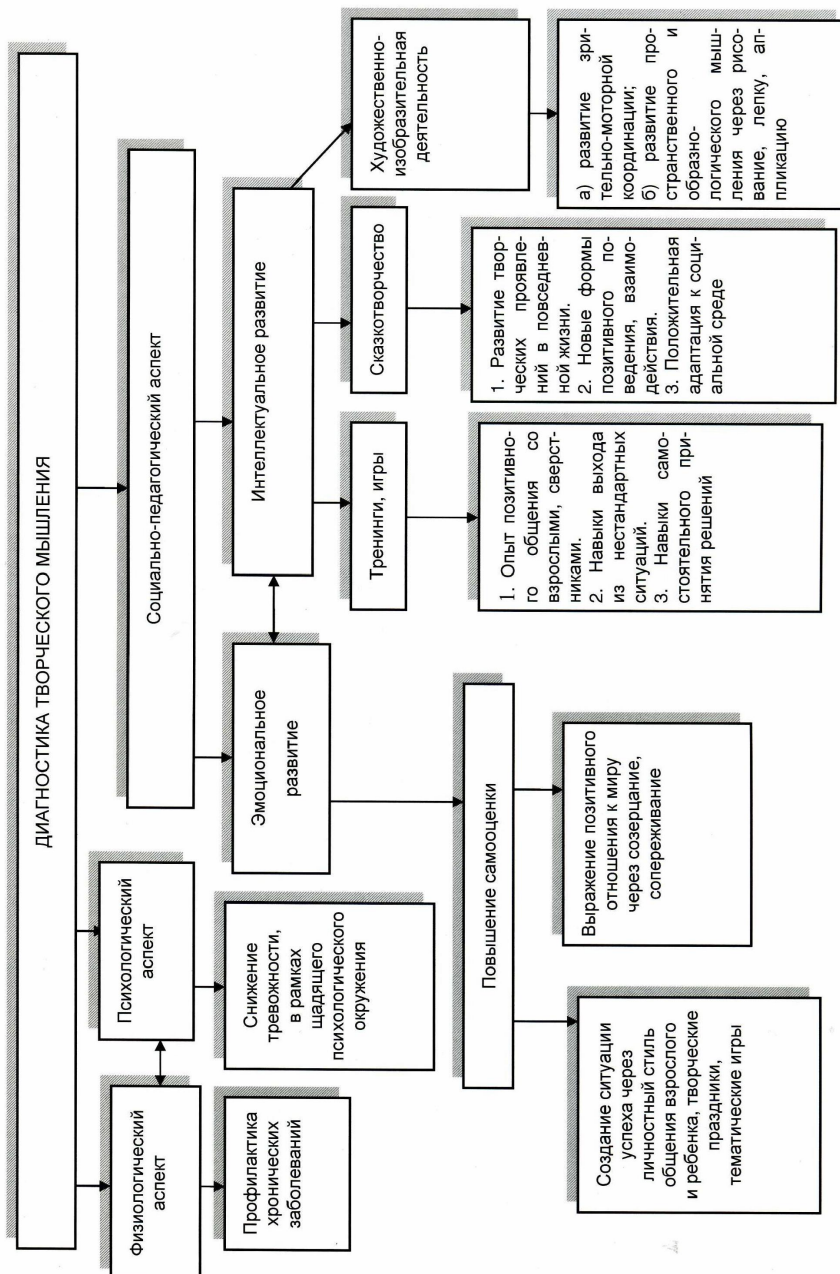 ДИАГНОСТИКА ТВОРЧЕСКОГО МЫШЛЕНИЯ
Физиологический
аспект
Психологический
аспект
Социально-педагогический аспект
Профилактика
хронических
заболеваний
Снижение
тревожности,
в рамках
щадящего
психологического
окружения
Эмоциональное
развитие
Интеллектуальное развитие
Тренинги, игры
Сказкотворчество
Художественно-
изобразительная
деятельность
Повышение самооценки
1. Опыт позитивно-
го общения со
взрослыми, сверст-
никами.
2. Навыки выхода
из нестандартных
ситуаций.
3. Навыки само-
стоятельного при-
нятия решений
1. Развитие твор-
ческих проявле-
ний в повседнев-
ной жизни.
2. Новые формы
позитивного по-
ведения, взаимо-
действия.
3. Положительная
адаптация к соци-
альной среде
а) развитие зри-
тельно-моторной
координации;
б) развитие про-
странственного и
образно-
логического мыш-
ления через рисо-
вание, лепку, ап-
пликацию
Создание ситуации
успеха через
личностный стиль
общения взрослого
и ребенка, творческие
праздники,
тематические игры
Выражение позитивного
отношения к миру
через созерцание,
сопереживание